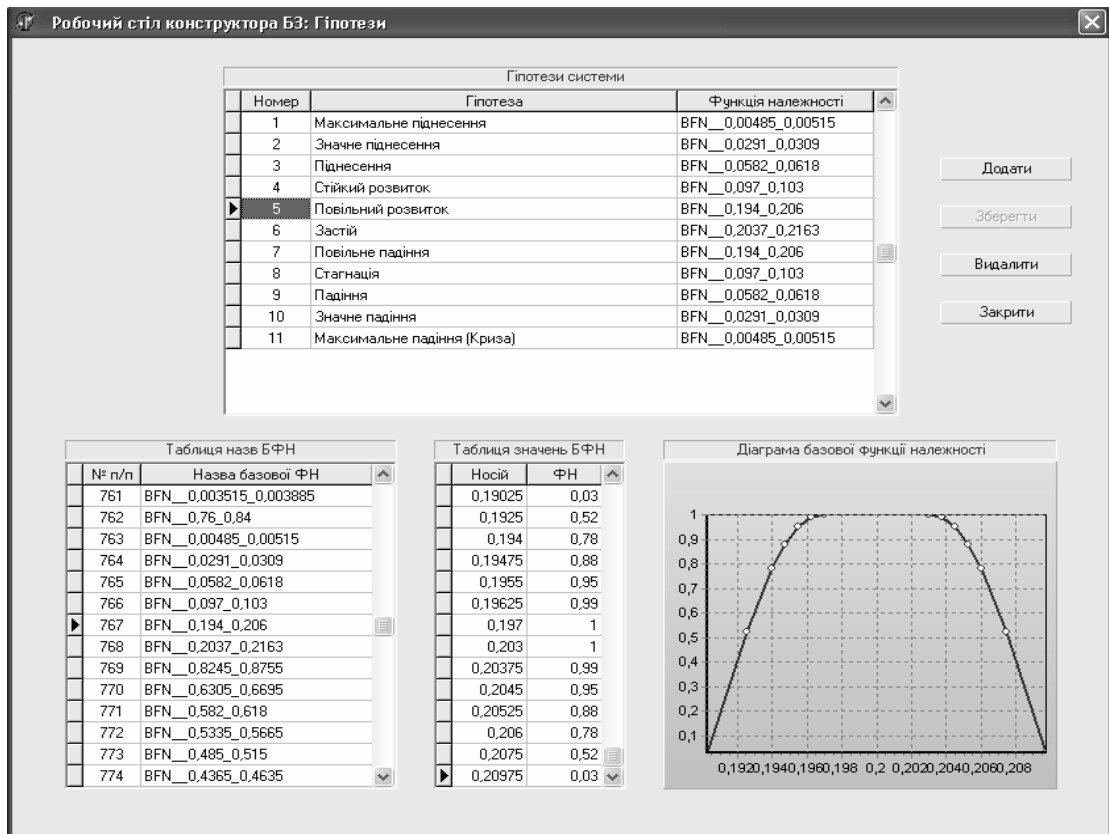 Робочий стіл конструктора БЗ: Гіпотези
Гіпотези системи
Номер Гіпотеза Функція належності
1 Максимальне піднесення BFN__0,00485_0,00515
2 Значне піднесення BFN__0,0291_0,0309
3 Піднесення BFN__0,0582_0,0618
4 Стійкий розвиток BFN__0,097_0,103
5 Повільний розвиток BFN__0,194_0,206
6 Застій BFN__0,2037_0,2163
7 Повільне падіння BFN__0,194_0,206
8 Стагнація BFN__0,097_0,103
9 Падіння BFN__0,0582_0,0618
10 Значне падіння BFN__0,0291_0,0309
11 Максимальне падіння (Криза) BFN__0,00485_0,00515
Додати
Зберегти
Видалити
Закрити
Таблиця назв БФН
№ п/п Назва базової ФН
761 BFN__0,003515_0,003885
762 BFN__0,76_0,84
763 BFN__0,00485_0,00515
764 BFN__0,0291_0,0309
765 BFN__0,0582_0,0618
766 BFN__0,097_0,103
767 BFN__0,194_0,206
768 BFN__0,2037_0,2163
769 BFN__0,8245_0,8755
770 BFN__0,6305_0,6695
771 BFN__0,582_0,618
772 BFN__0,5335_0,5665
773 BFN__0,485_0,515
774 BFN__0,4365_0,4635
Таблиця значень БФН
Носій ФН
0,19025 0,03
0,1925 0,52
0,194 0,78
0,19475 0,88
0,1955 0,95
0,19625 0,99
0,197 1
0,203 1
0,20375 0,99
0,2045 0,95
0,20525 0,88
0,206 0,78
0,2075 0,52
0,20975 0,03
Діаграма базової функції належності
1
0,9
0,8
0,7
0,6
0,5
0,4
0,3
0,2
0,1
0,1920,1940,1960,198 0,2 0,2020,2040,2060,208